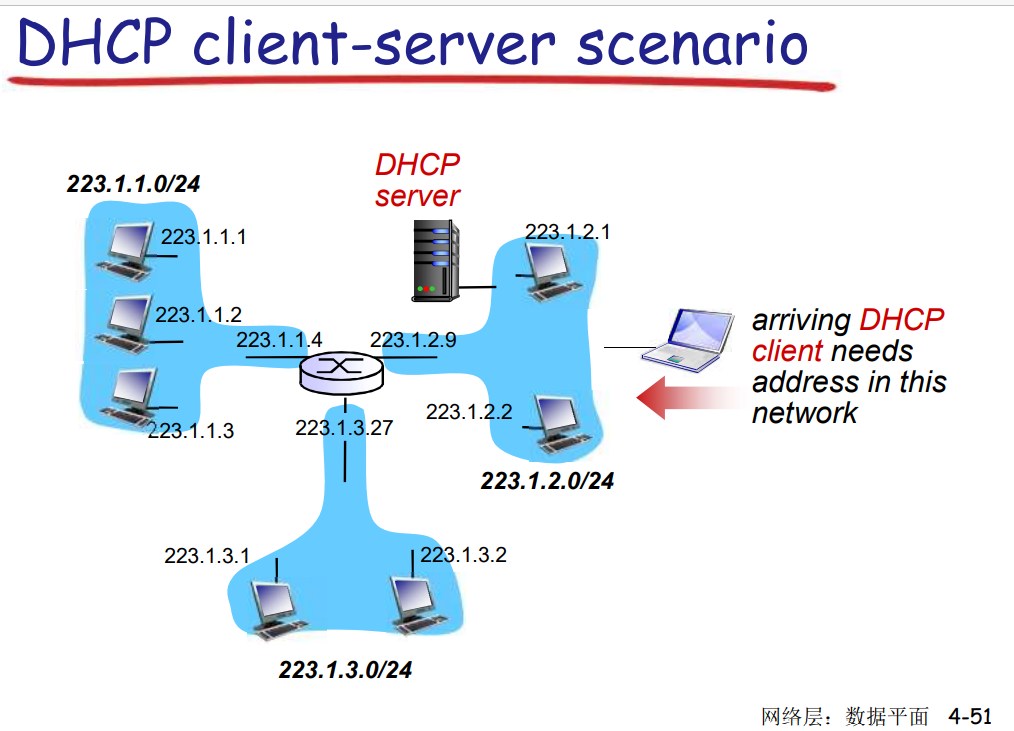 DHCP client-server scenario
DHCP
server
223.1.1.0/24
223.1.1.1
223.1.2.1
223.1.1.2
223.1.1.4
223.1.2.9
arriving DHCP
client needs
address in this
network
223.1.1.3
223.1.3.27
223.1.2.2
223.1.2.0/24
223.1.3.1
223.1.3.2
223.1.3.0/24
网络层：数据平面 4-51